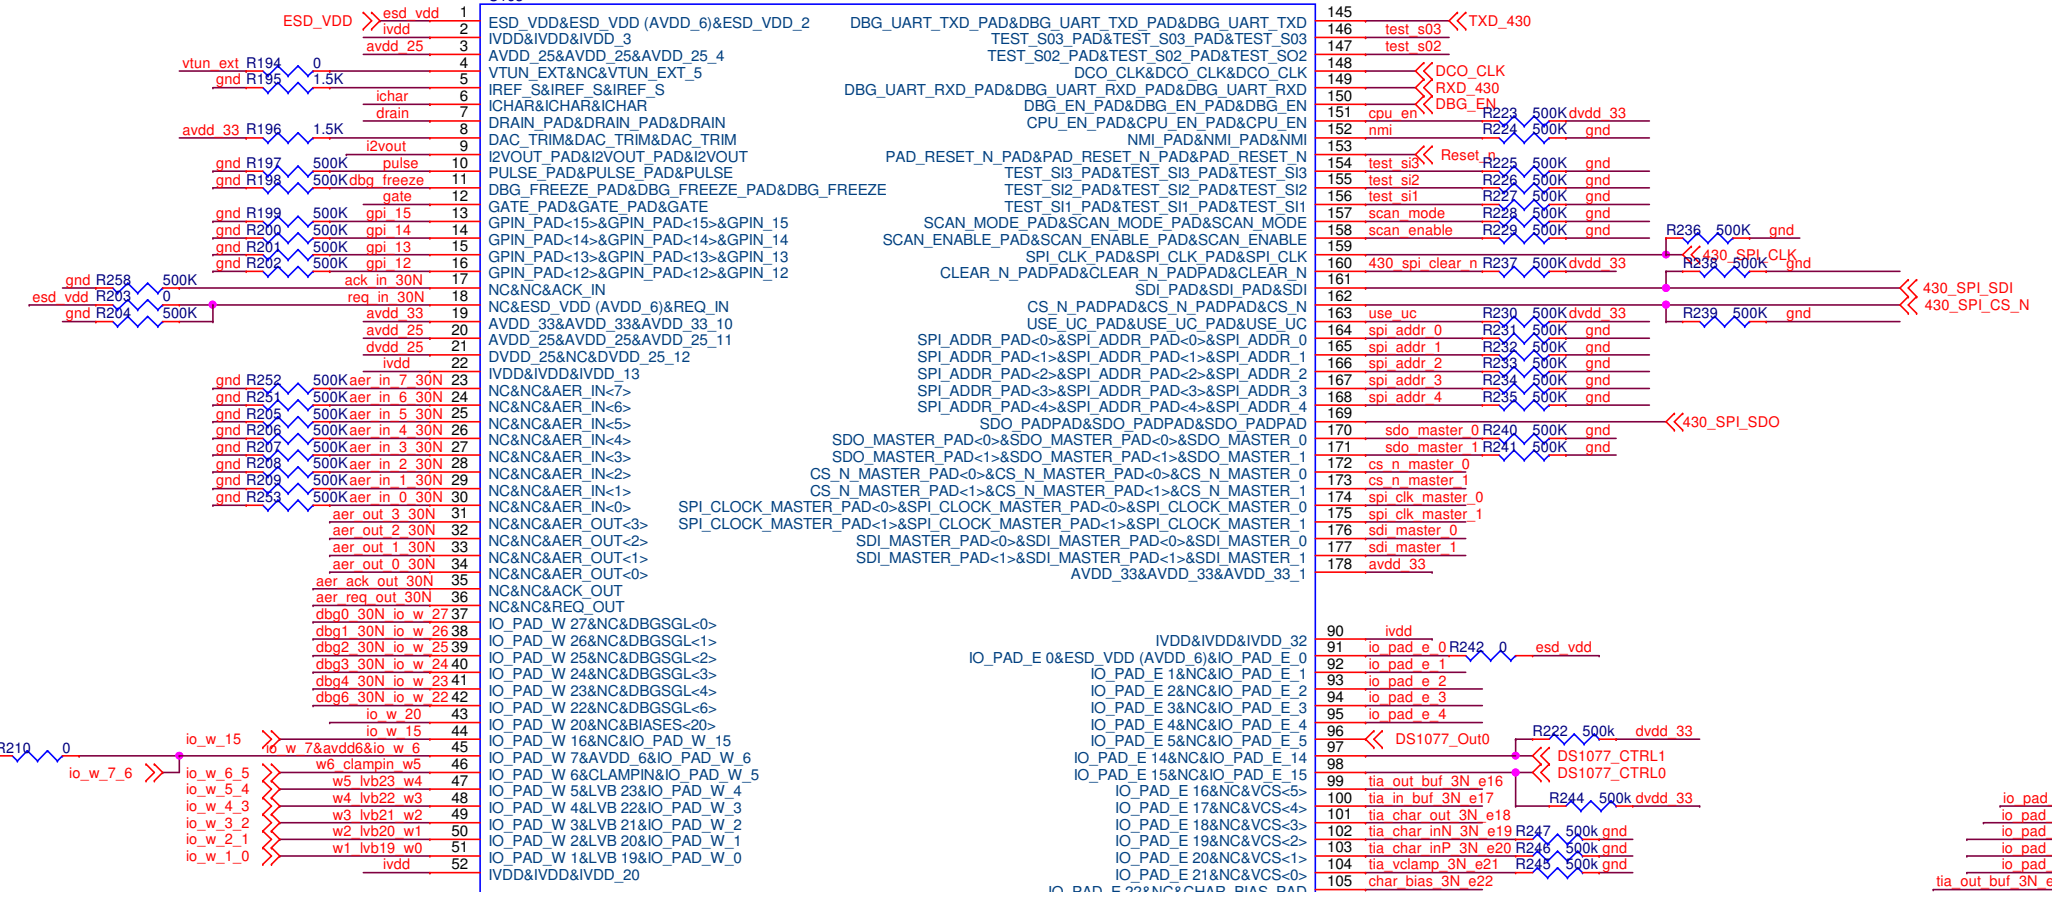 ESD_VDD esd_vdd 1 ESD_VDD&ESD_VDD (AVDD_6)&ESD_VDD_2
ivdd 2 IVDD&IVDD&IVDD_3
avdd_25 3 AVDD_25&AVDD_25&AVDD_25_4
vtun_ext R194 0 4 VTUN_EXT&NC&VTUN_EXT_5
gnd R195 1.5K 5 IREF_S&IREF_S&IREF_S
ichar 6 ICHAR&ICHAR&ICHAR
drain 7 DRAIN_PAD&DRAIN_PAD&DRAIN
avdd_33 R196 1.5K 8 DAC_TRIM&DAC_TRIM&DAC_TRIM
i2vout 9 I2VOUT_PAD&I2VOUT_PAD&I2VOUT
gnd R197 500K pulse 10 PULSE_PAD&PULSE_PAD&PULSE
gnd R198 500K dbg_freeze 11 DBG_FREEZE_PAD&DBG_FREEZE_PAD&DBG_FREEZE
gate 12 GATE_PAD&GATE_PAD&GATE
gnd R199 500K gpi_15 13 GPIN_PAD<15>&GPIN_PAD<15>&GPIN_15
gnd R200 500K gpi_14 14 GPIN_PAD<14>&GPIN_PAD<14>&GPIN_14
gnd R201 500K gpi_13 15 GPIN_PAD<13>&GPIN_PAD<13>&GPIN_13
gnd R202 500K gpi_12 16 GPIN_PAD<12>&GPIN_PAD<12>&GPIN_12
gnd R258 500K ack_in_30N 17 NC&NC&ACK_IN
esd_vdd R203 0 req_in_30N 18 NC&ESD_VDD (AVDD_6)&REQ_IN
gnd R204 500K avdd_33 19 AVDD_33&AVDD_33&AVDD_33_10
avdd_25 20 AVDD_25&AVDD_25&AVDD_25_11
dvdd_25 21 DVDD_25&NC&DVDD_25_12
ivdd 22 IVDD&IVDD&IVDD_13
gnd R252 500K aer_in_7_30N 23 NC&NC&AER_IN<7>
gnd R251 500K aer_in_6_30N 24 NC&NC&AER_IN<6>
gnd R205 500K aer_in_5_30N 25 NC&NC&AER_IN<5>
gnd R206 500K aer_in_4_30N 26 NC&NC&AER_IN<4>
gnd R207 500K aer_in_3_30N 27 NC&NC&AER_IN<3>
gnd R208 500K aer_in_2_30N 28 NC&NC&AER_IN<2>
gnd R209 500K aer_in_1_30N 29 NC&NC&AER_IN<1>
gnd R253 500K aer_in_0_30N 30 NC&NC&AER_IN<0>
aer_out_3_30N 31 NC&NC&AER_OUT<3>
aer_out_2_30N 32 NC&NC&AER_OUT<2>
aer_out_1_30N 33 NC&NC&AER_OUT<1>
aer_out_0_30N 34 NC&NC&AER_OUT<0>
aer_ack_out_30N 35 NC&NC&ACK_OUT
aer_req_out_30N 36 NC&NC&REQ_OUT
dbg0_30N_io_w_27 37 IO_PAD_W 27&NC&DBGSGL<0>
dbg1_30N_io_w_26 38 IO_PAD_W 26&NC&DBGSGL<1>
dbg2_30N_io_w_25 39 IO_PAD_W 25&NC&DBGSGL<2>
dbg3_30N_io_w_24 40 IO_PAD_W 24&NC&DBGSGL<3>
dbg4_30N_io_w_23 41 IO_PAD_W 23&NC&DBGSGL<4>
dbg6_30N_io_w_22 42 IO_PAD_W 22&NC&DBGSGL<6>
io_w_20 43 IO_PAD_W 20&NC&BIASES<20>
io_w_15 io_w_15 44 IO_PAD_W 16&NC&IO_PAD_W_15
R210 0 io_w_7&avdd6&io_w_6 45 IO_PAD_W 7&AVDD_6&IO_PAD_W_6
io_w_7_6 io_w_6_5 w6_clampin_w5 46 IO_PAD_W 6&CLAMPIN&IO_PAD_W_5
io_w_5_4 w5_lvb23_w4 47 IO_PAD_W 5&LVB 23&IO_PAD_W_4
io_w_4_3 w4_lvb22_w3 48 IO_PAD_W 4&LVB 22&IO_PAD_W_3
io_w_3_2 w3_lvb21_w2 49 IO_PAD_W 3&LVB 21&IO_PAD_W_2
io_w_2_1 w2_lvb20_w1 50 IO_PAD_W 2&LVB 20&IO_PAD_W_1
io_w_1_0 w1_lvb19_w0 51 IO_PAD_W 1&LVB 19&IO_PAD_W_0
ivdd 52 IVDD&IVDD&IVDD_20
DBG_UART_TXD_PAD&DBG_UART_TXD_PAD&DBG_UART_TXD 145 TXD_430
TEST_S03_PAD&TEST_S03_PAD&TEST_S03 146 test_s03
TEST_S02_PAD&TEST_S02_PAD&TEST_SO2 147 test_s02
DCO_CLK&DCO_CLK&DCO_CLK 148 DCO_CLK
DBG_UART_RXD_PAD&DBG_UART_RXD_PAD&DBG_UART_RXD 149 RXD_430
DBG_EN_PAD&DBG_EN_PAD&DBG_EN 150 DBG_EN
CPU_EN_PAD&CPU_EN_PAD&CPU_EN 151 cpu_en R223 500K dvdd_33
NMI_PAD&NMI_PAD&NMI 152 nmi R224 500K gnd
PAD_RESET_N_PAD&PAD_RESET_N_PAD&PAD_RESET_N 153 Reset_n
TEST_SI3_PAD&TEST_SI3_PAD&TEST_SI3 154 test_si3 R225 500K gnd
TEST_SI2_PAD&TEST_SI2_PAD&TEST_SI2 155 test_si2 R226 500K gnd
TEST_SI1_PAD&TEST_SI1_PAD&TEST_SI1 156 test_si1 R227 500K gnd
SCAN_MODE_PAD&SCAN_MODE_PAD&SCAN_MODE 157 scan_mode R228 500K gnd
SCAN_ENABLE_PAD&SCAN_ENABLE_PAD&SCAN_ENABLE 158 scan_enable R229 500K gnd R236 500K gnd
SPI_CLK_PAD&SPI_CLK_PAD&SPI_CLK 159 430_SPI_CLK
CLEAR_N_PADPAD&CLEAR_N_PADPAD&CLEAR_N 160 430_spi_clear_n R237 500K dvdd_33 R238 500K gnd
SDI_PAD&SDI_PAD&SDI 161 430_SPI_SDI
CS_N_PADPAD&CS_N_PADPAD&CS_N 162 430_SPI_CS_N
USE_UC_PAD&USE_UC_PAD&USE_UC 163 use_uc R230 500K dvdd_33 R239 500K gnd
SPI_ADDR_PAD<0>&SPI_ADDR_PAD<0>&SPI_ADDR_0 164 spi_addr_0 R231 500K gnd
SPI_ADDR_PAD<1>&SPI_ADDR_PAD<1>&SPI_ADDR_1 165 spi_addr_1 R232 500K gnd
SPI_ADDR_PAD<2>&SPI_ADDR_PAD<2>&SPI_ADDR_2 166 spi_addr_2 R233 500K gnd
SPI_ADDR_PAD<3>&SPI_ADDR_PAD<3>&SPI_ADDR_3 167 spi_addr_3 R234 500K gnd
SPI_ADDR_PAD<4>&SPI_ADDR_PAD<4>&SPI_ADDR_4 168 spi_addr_4 R235 500K gnd
SDO_PADPAD&SDO_PADPAD&SDO_PADPAD 169 430_SPI_SDO
SDO_MASTER_PAD<0>&SDO_MASTER_PAD<0>&SDO_MASTER_0 170 sdo_master_0 R240 500K gnd
SDO_MASTER_PAD<1>&SDO_MASTER_PAD<1>&SDO_MASTER_1 171 sdo_master_1 R241 500K gnd
CS_N_MASTER_PAD<0>&CS_N_MASTER_PAD<0>&CS_N_MASTER_0 172 cs_n_master_0
CS_N_MASTER_PAD<1>&CS_N_MASTER_PAD<1>&CS_N_MASTER_1 173 cs_n_master_1
SPI_CLOCK_MASTER_PAD<0>&SPI_CLOCK_MASTER_PAD<0>&SPI_CLOCK_MASTER_0 174 spi_clk_master_0
SPI_CLOCK_MASTER_PAD<1>&SPI_CLOCK_MASTER_PAD<1>&SPI_CLOCK_MASTER_1 175 spi_clk_master_1
SDI_MASTER_PAD<0>&SDI_MASTER_PAD<0>&SDI_MASTER_0 176 sdi_master_0
SDI_MASTER_PAD<1>&SDI_MASTER_PAD<1>&SDI_MASTER_1 177 sdi_master_1
AVDD_33&AVDD_33&AVDD_33_1 178 avdd_33
IVDD&IVDD&IVDD_32 90 ivdd
IO_PAD_E 0&ESD_VDD (AVDD_6)&IO_PAD_E_0 91 io_pad_e_0 R242 0 esd_vdd
IO_PAD_E 1&NC&IO_PAD_E_1 92 io_pad_e_1
IO_PAD_E 2&NC&IO_PAD_E_2 93 io_pad_e_2
IO_PAD_E 3&NC&IO_PAD_E_3 94 io_pad_e_3
IO_PAD_E 4&NC&IO_PAD_E_4 95 io_pad_e_4
IO_PAD_E 5&NC&IO_PAD_E_5 96 DS1077_Out0 R222 500k dvdd_33
IO_PAD_E 14&NC&IO_PAD_E_14 97 DS1077_CTRL1
IO_PAD_E 15&NC&IO_PAD_E_15 98 DS1077_CTRL0
IO_PAD_E 16&NC&VCS<5> 99 tia_out_buf_3N_e16
IO_PAD_E 17&NC&VCS<4> 100 tia_in_buf_3N_e17 R244 500k dvdd_33 io_pad
IO_PAD_E 18&NC&VCS<3> 101 tia_char_out_3N_e18 io_pad
IO_PAD_E 19&NC&VCS<2> 102 tia_char_inN_3N_e19 R247 500k gnd io_pad
IO_PAD_E 20&NC&VCS<1> 103 tia_char_inP_3N_e20 R246 500k gnd io_pad
IO_PAD_E 21&NC&VCS<0> 104 tia_vclamp_3N_e21 R245 500k gnd io_pad
IO_PAD_E 22&NC&CHAR_BIAS_PAD 105 char_bias_3N_e22 tia_out_buf_3N_e